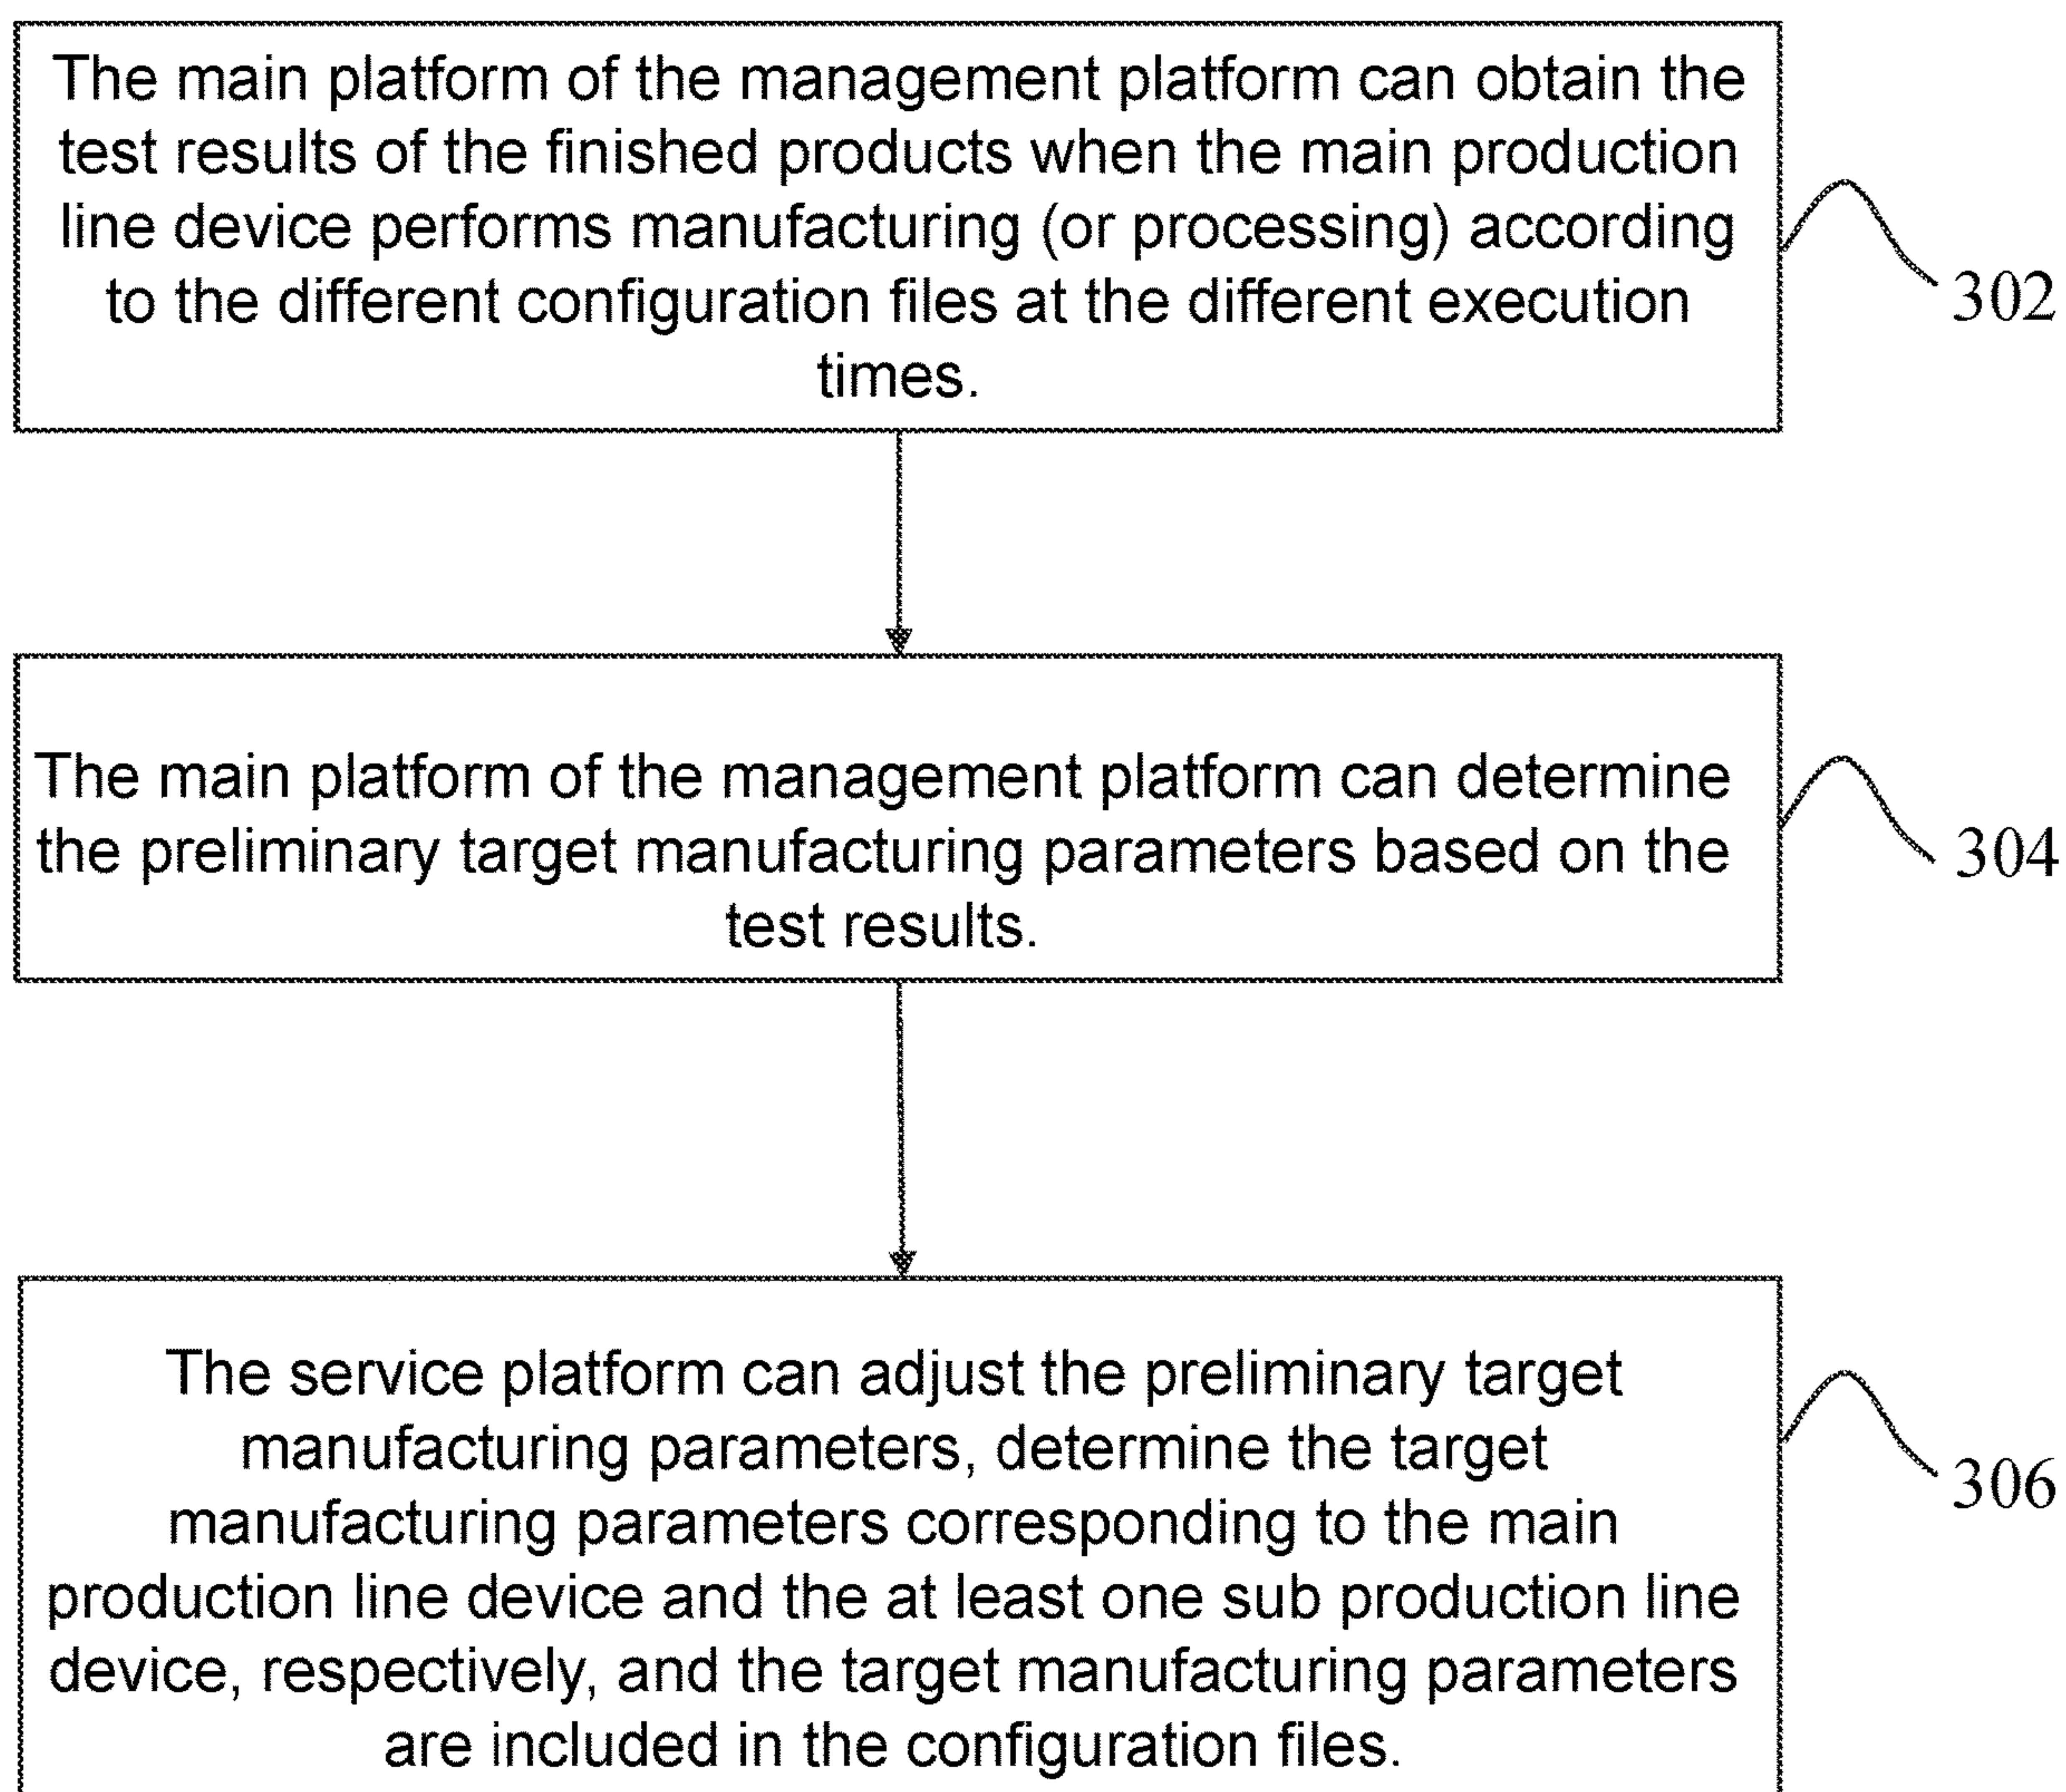 The main platform of the management platform can obtain the
test results of the finished products when the main production
line device performs manufacturing (or processing) according
to the different configuration files at the different execution
times.
302
The main platform of the management platform can determine
the preliminary target manufacturing parameters based on the
test results.
304
The service platform can adjust the preliminary target
manufacturing parameters, determine the target
manufacturing parameters corresponding to the main
production line device and the at least one sub production line
device, respectively, and the target manufacturing parameters
are included in the configuration files.
306